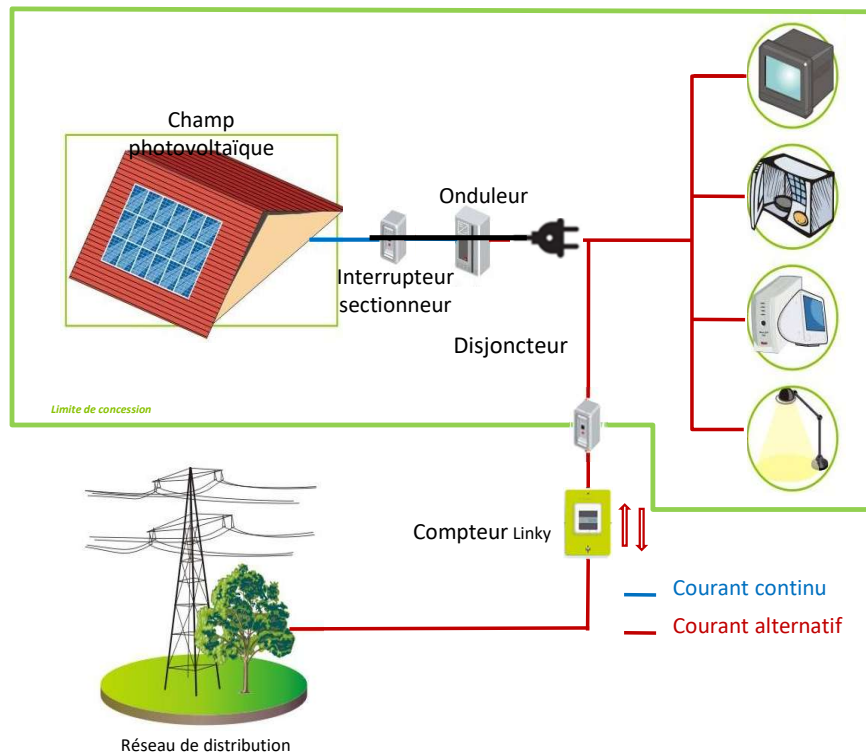 Champ
photovoltaïque
Onduleur
Interrupteur
sectionneur
Disjoncteur
Limite de concession
Compteur Linky
Courant continu
Courant alternatif
Réseau de distribution